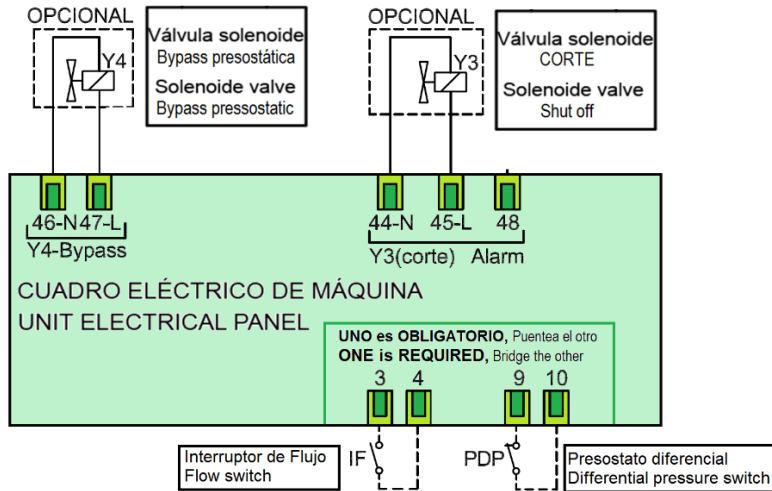 OPCIONAL
Y4
Válvula solenoide
Bypass presostática
Solenoide valve
Bypass pressostatic
OPCIONAL
Y3
Válvula solenoide
CORTE
Solenoide valve
Shut off
46-N 47-L
Y4-Bypass
44-N 45-L 48
Y3(corte) Alarm
CUADRO ELÉCTRICO DE MÁQUINA
UNIT ELECTRICAL PANEL
UNO es OBLIGATORIO, Puentea el otro
ONE is REQUIRED, Bridge the other
3 4 9 10
Interruptor de Flujo
Flow switch
IF
PDP
Presostato diferencial
Differential pressure switch